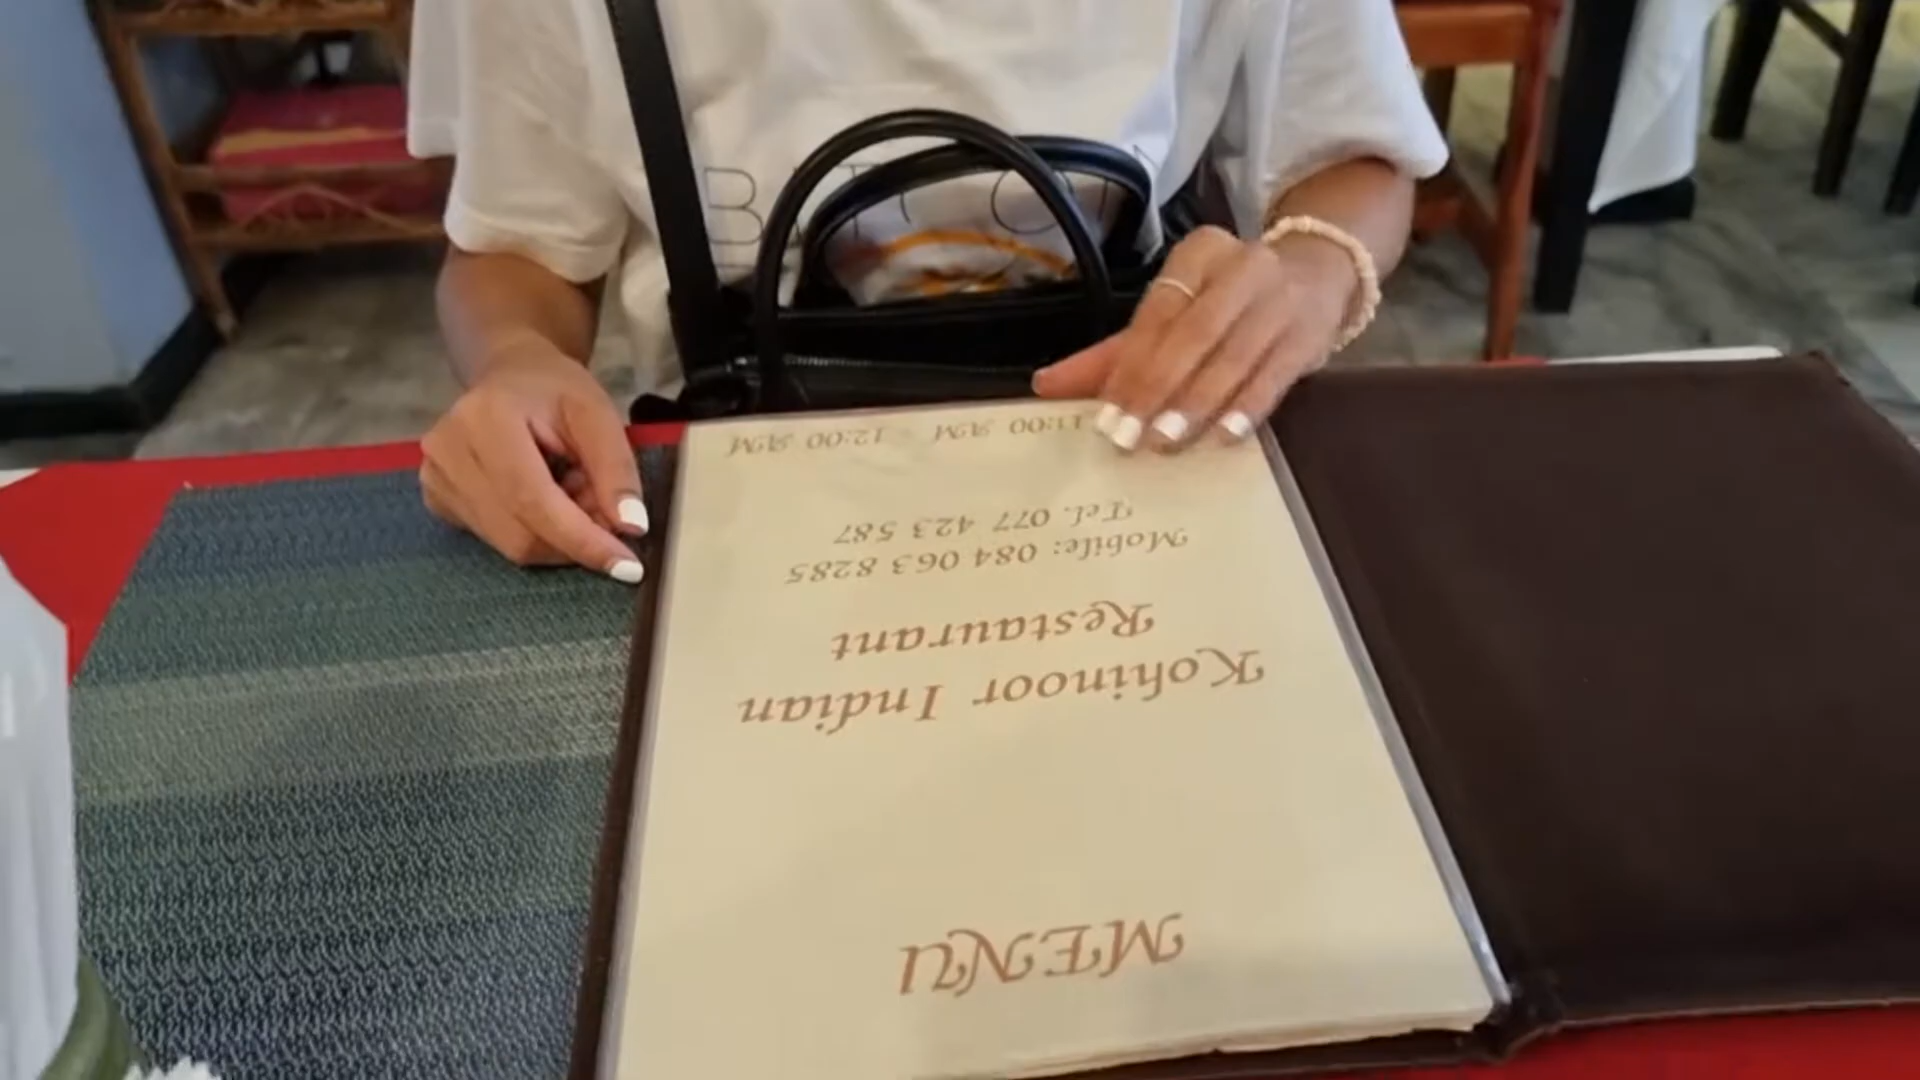 MENU
Kohinoor Indian
Restaurant
Mobile: 084 063 8285
Tel. 077 423 587
11:00 AM - 12:00 AM